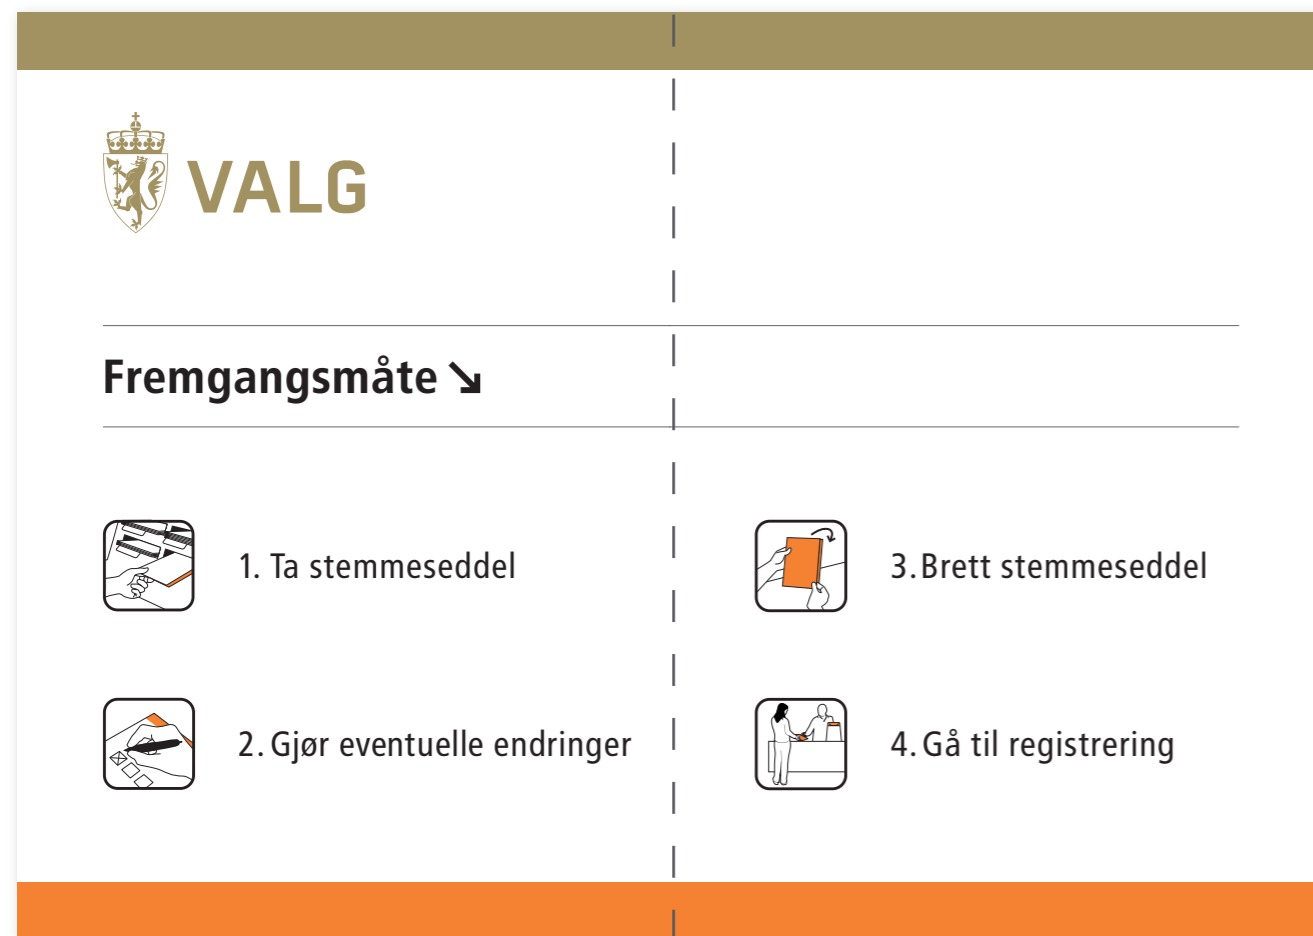 VALG
Fremgangsmåte ↘
1. Ta stemmeseddel
2. Gjør eventuelle endringer
3. Brett stemmeseddel
4. Gå til registrering